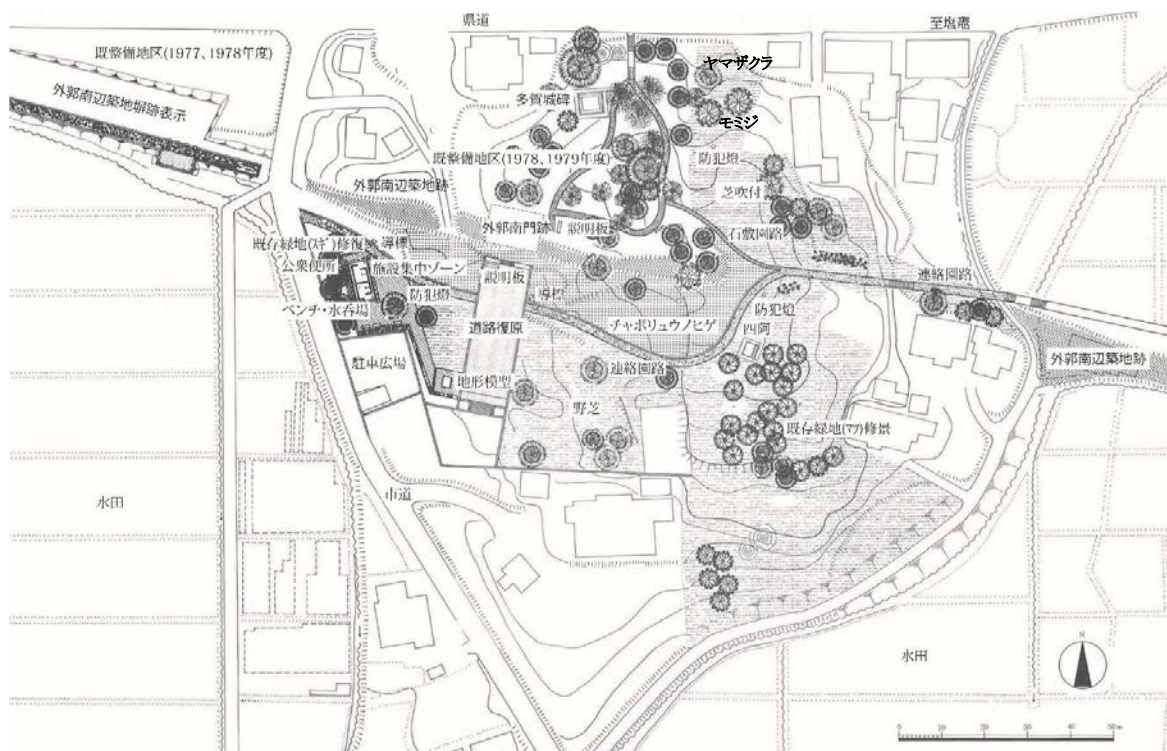 県道
至塩竈
既整備地区(1977、1978年度)
ヤマザクラ
外郭南辺築地塀跡表示
多賀城碑
モミジ
既整備地区(1978、1979年度)
防犯燈
外郭南辺築地跡
芝吹付
外郭南門跡
説明板
石敷園路
既存緑地(スギ)修復
導標
公衆便所
施設集中ゾーン
説明板
連絡園路
ベンチ・水呑場
防犯燈
導標
防犯燈
道路復原
チャボリュウノヒゲ
四阿
駐車広場
外郭南辺築地跡
地形模型
連絡園路
野芝
既存緑地(マツ)修景
水田
市道
水田
N
0 10 20 30 40 50m